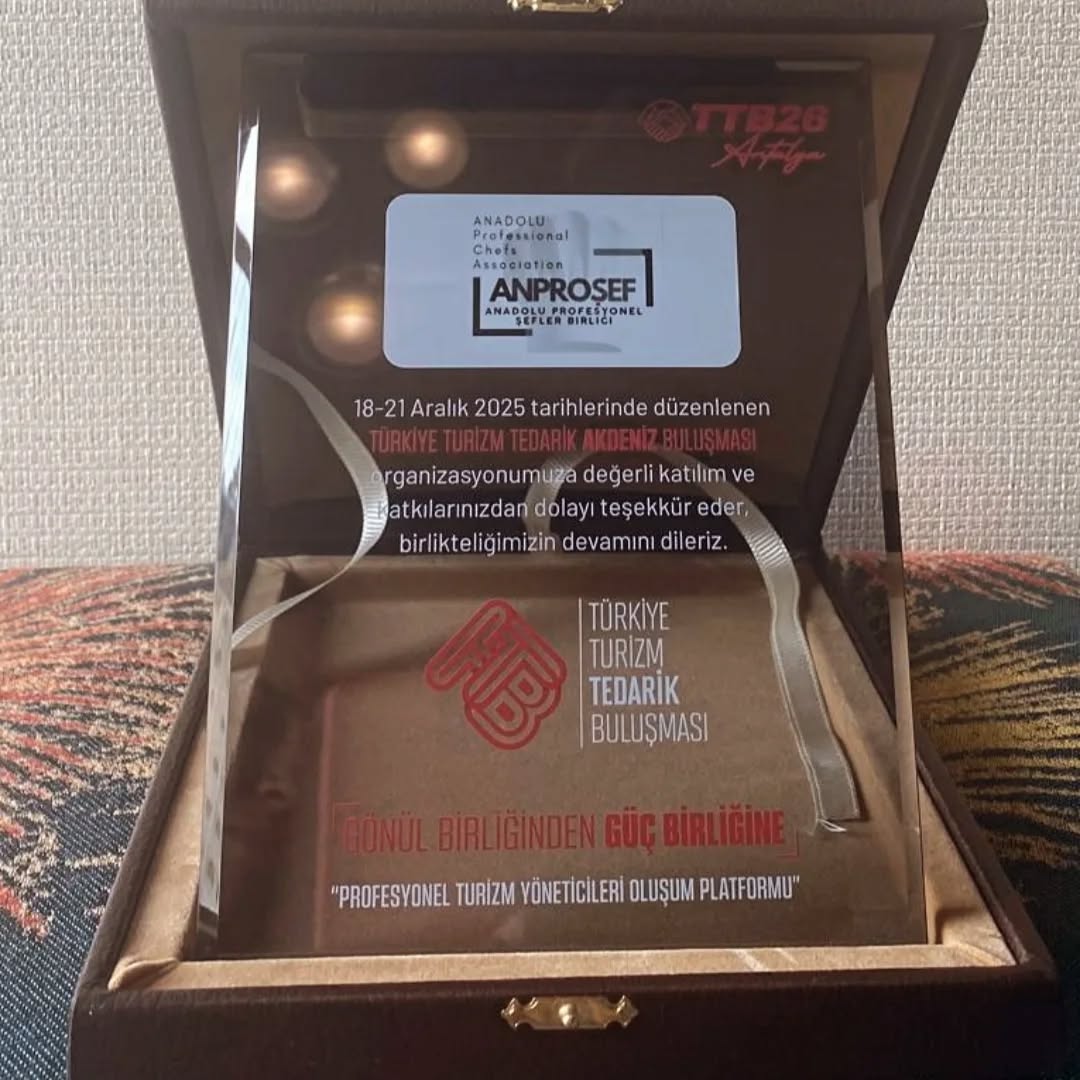 TTB26
Antalya
ANADOLU
Professional
Chefs
Association
ANPROŞEF
ANADOLU PROFESYONEL
ŞEFLER BİRLİĞİ
18-21 Aralık 2025 tarihlerinde düzenlenen
TÜRKİYE TURİZM TEDARİK AKDENİZ BULUŞMASI
organizasyonumuza değerli katılım ve
katkılarınızdan dolayı teşekkür eder,
birlikteliğimizin devamını dileriz.
TTB
TÜRKİYE
TURİZM
TEDARİK
BULUŞMASI
GÖNÜL BİRLİĞİNDEN GÜÇ BİRLİĞİNE
“PROFESYONEL TURİZM YÖNETİCİLERİ OLUŞUM PLATFORMU”